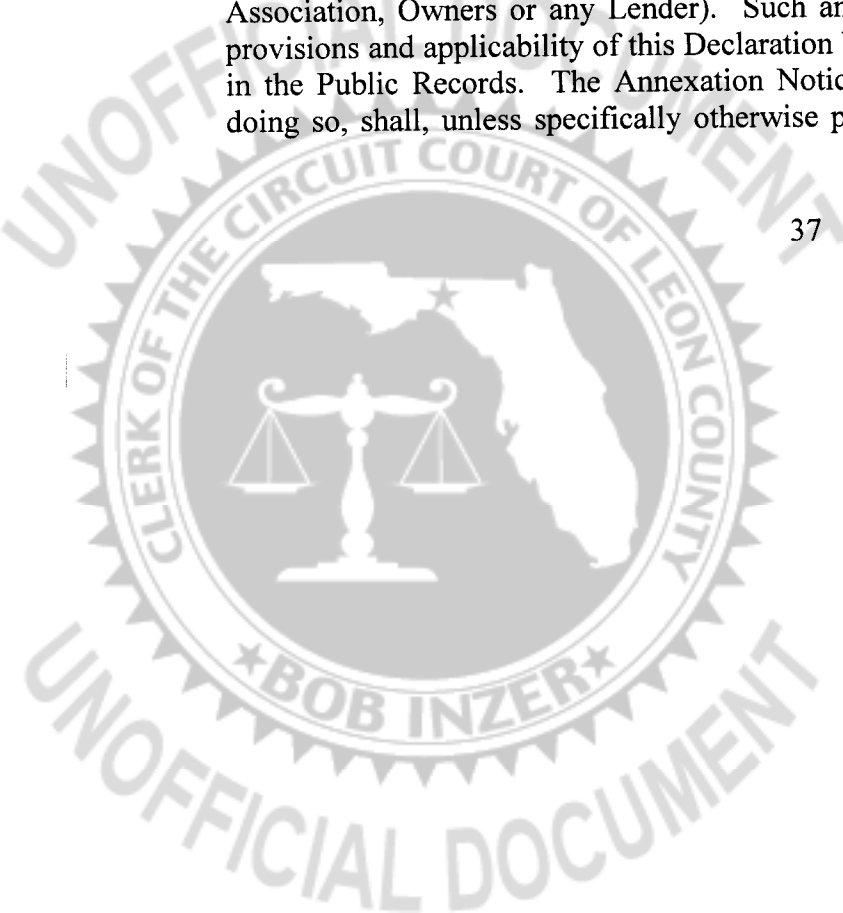 Association, Owners or any Lender). Such
provisions and applicability of this Declaration
in the Public Records. The Annexation
doing so, shall, unless specifically otherwise
37
UNOFFICIAL DOCUMENT
CLERK OF THE CIRCUIT COURT OF LEON COUNTY
BOB INZER
UNOFFICIAL DOCUMENT